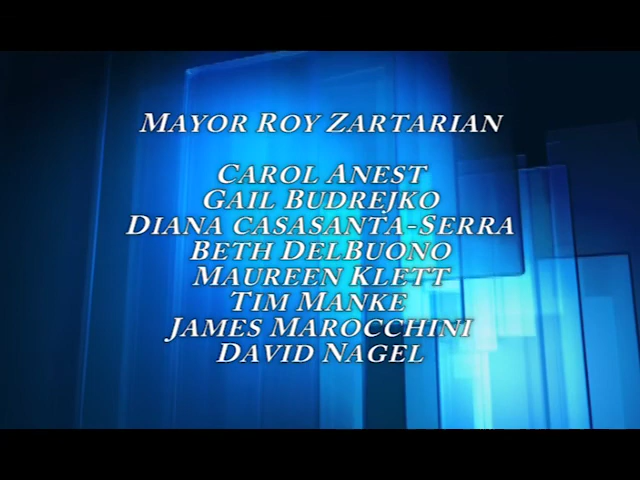 MAYOR ROY ZARTARIAN
CAROL ANEST
GAIL BUDREJKO
DIANA CASASANTA-SERRA
BETH DELBUONO
MAUREEN KLETT
TIM MANKE
JAMES MAROCCHINI
DAVID NAGEL